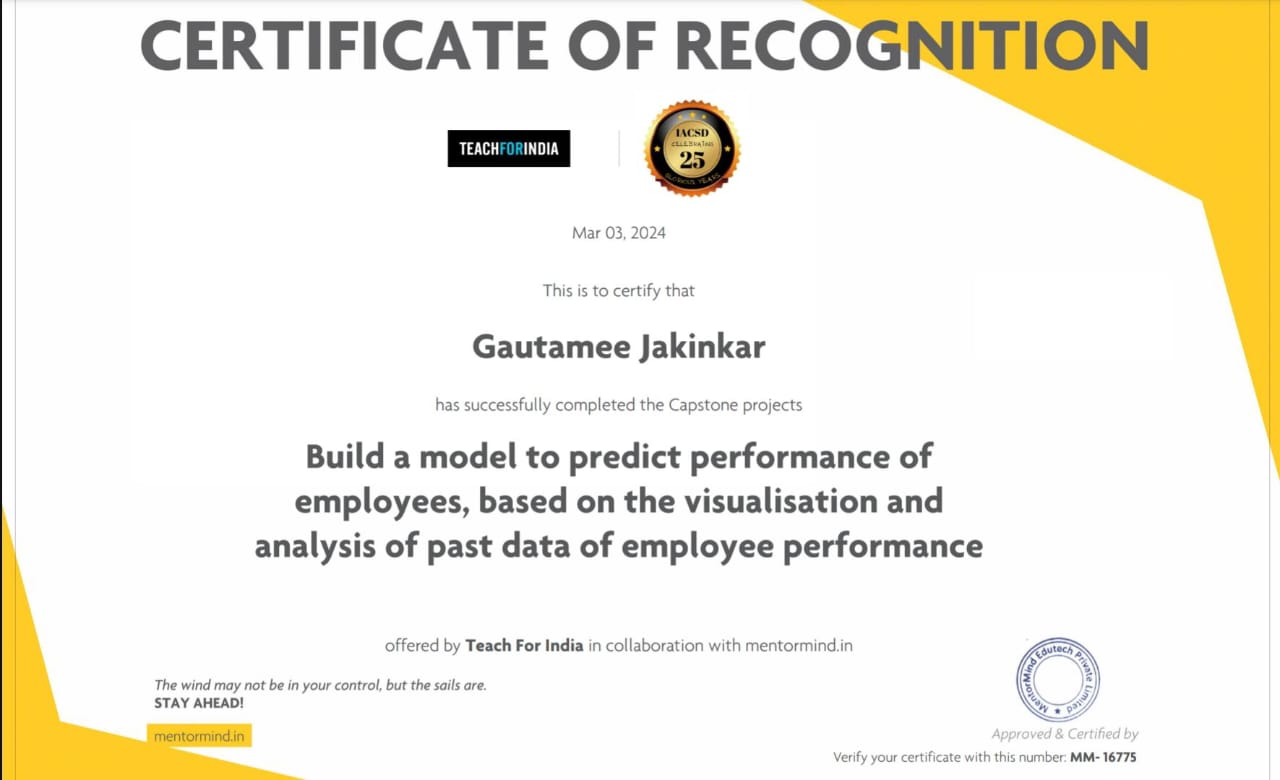 CERTIFICATE OF RECOGNITION
TEACHFORINDIA
IACSD
CELEBRATING
25
GLORIOUS YEARS
Mar 03, 2024
This is to certify that
Gautamee Jakinkar
has successfully completed the Capstone projects
Build a model to predict performance of
employees, based on the visualisation and
analysis of past data of employee performance
offered by Teach For India in collaboration with mentormind.in
The wind may not be in your control, but the sails are.
STAY AHEAD!
mentormind.in
MentorMind Edutech Private Limited
Approved & Certified by
Verify your certificate with this number: MM- 16775